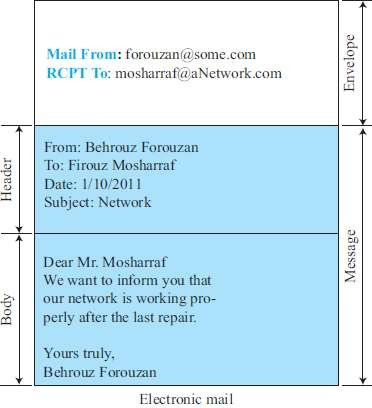 Mail From: forouzan@some.com
RCPT To: mosharraf@aNetwork.com
Envelope
From: Behrouz Forouzan
To: Firouz Mosharraf
Date: 1/10/2011
Subject: Network
Header
Message
Dear Mr. Mosharraf
We want to inform you that
our network is working pro-
perly after the last repair.
Yours truly,
Behrouz Forouzan
Body
Electronic mail